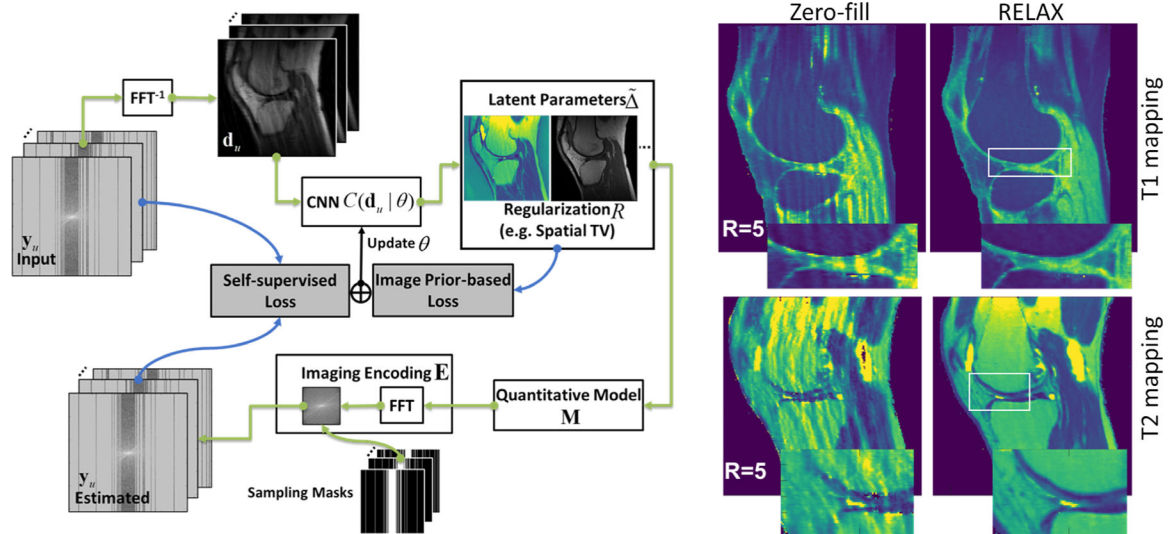 FFT⁻¹
d_u
y_u
Input
CNN C(d_u | θ)
Update θ
Latent Parameters Δ̃
...
Regularization R
(e.g. Spatial TV)
Self-supervised
Loss
Image Prior-based
Loss
Imaging Encoding E
FFT
Quantitative Model
M
Sampling Masks
y_u
Estimated
Zero-fill
RELAX
T1 mapping
R=5
T2 mapping
R=5